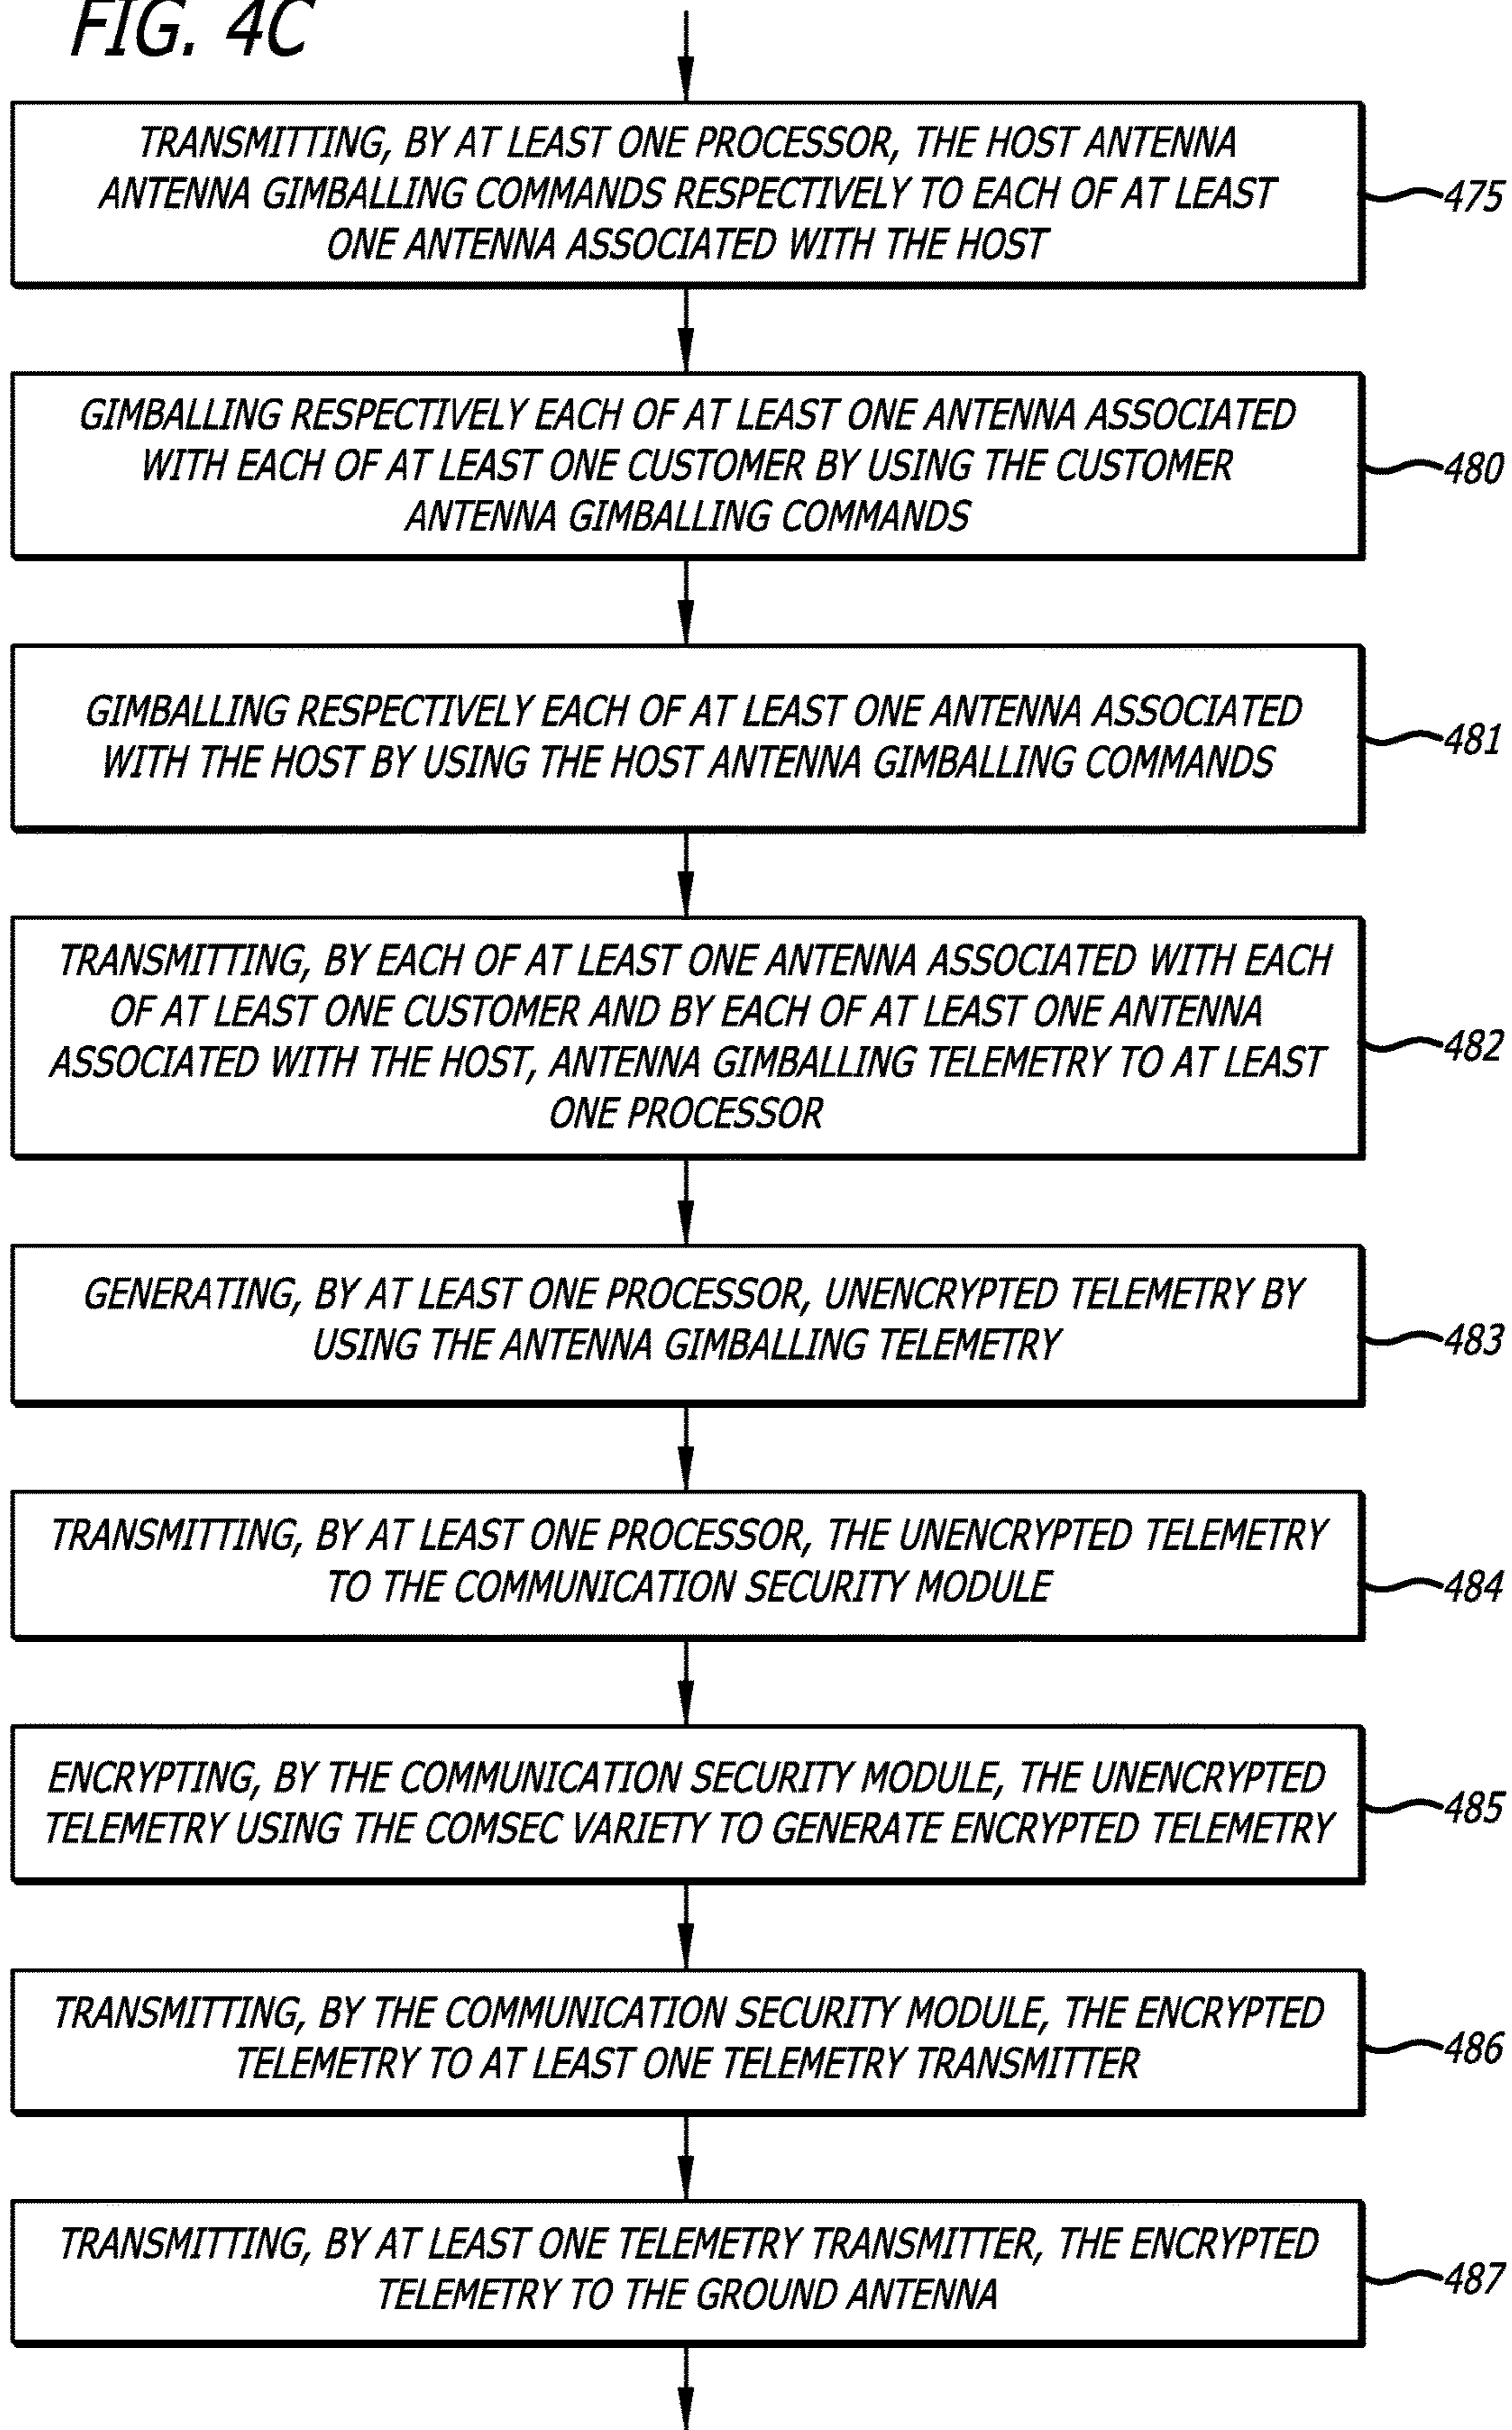 FIG. 4C
TRANSMITTING, BY AT LEAST ONE PROCESSOR, THE HOST ANTENNA
ANTENNA GIMBALLING COMMANDS RESPECTIVELY TO EACH OF AT LEAST
ONE ANTENNA ASSOCIATED WITH THE HOST
475
GIMBALLING RESPECTIVELY EACH OF AT LEAST ONE ANTENNA ASSOCIATED
WITH EACH OF AT LEAST ONE CUSTOMER BY USING THE CUSTOMER
ANTENNA GIMBALLING COMMANDS
480
GIMBALLING RESPECTIVELY EACH OF AT LEAST ONE ANTENNA ASSOCIATED
WITH THE HOST BY USING THE HOST ANTENNA GIMBALLING COMMANDS
481
TRANSMITTING, BY EACH OF AT LEAST ONE ANTENNA ASSOCIATED WITH EACH
OF AT LEAST ONE CUSTOMER AND BY EACH OF AT LEAST ONE ANTENNA
ASSOCIATED WITH THE HOST, ANTENNA GIMBALLING TELEMETRY TO AT LEAST
ONE PROCESSOR
482
GENERATING, BY AT LEAST ONE PROCESSOR, UNENCRYPTED TELEMETRY BY
USING THE ANTENNA GIMBALLING TELEMETRY
483
TRANSMITTING, BY AT LEAST ONE PROCESSOR, THE UNENCRYPTED TELEMETRY
TO THE COMMUNICATION SECURITY MODULE
484
ENCRYPTING, BY THE COMMUNICATION SECURITY MODULE, THE UNENCRYPTED
TELEMETRY USING THE COMSEC VARIETY TO GENERATE ENCRYPTED TELEMETRY
485
TRANSMITTING, BY THE COMMUNICATION SECURITY MODULE, THE ENCRYPTED
TELEMETRY TO AT LEAST ONE TELEMETRY TRANSMITTER
486
TRANSMITTING, BY AT LEAST ONE TELEMETRY TRANSMITTER, THE ENCRYPTED
TELEMETRY TO THE GROUND ANTENNA
487